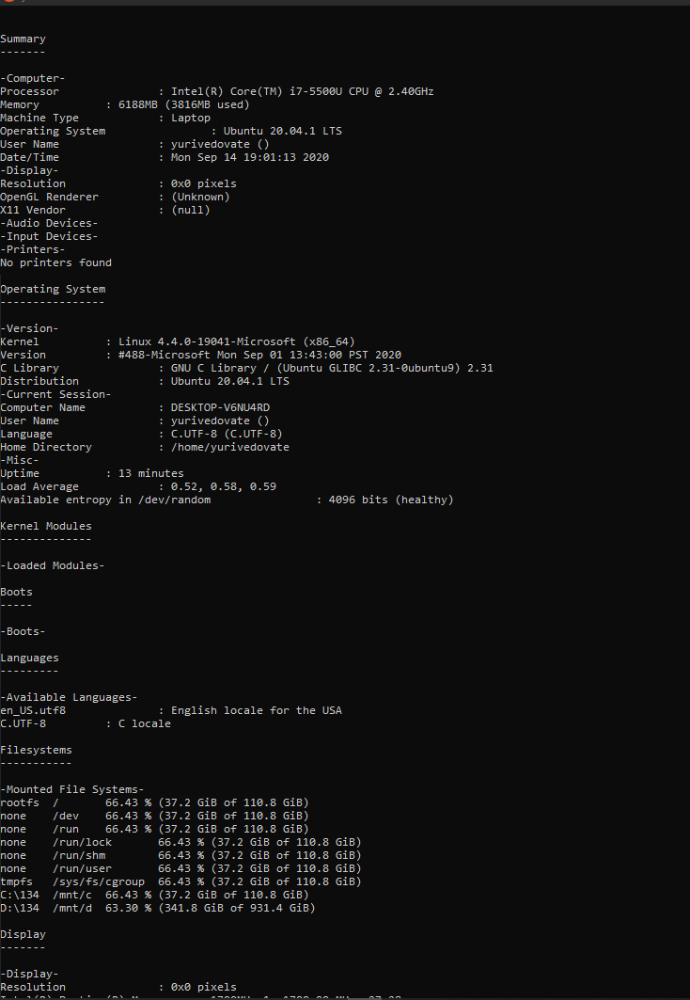 Summary
-------
-Computer-
Processor : Intel(R) Core(TM) i7-5500U CPU @ 2.40GHz
Memory : 6188MB (3816MB used)
Machine Type : Laptop
Operating System : Ubuntu 20.04.1 LTS
User Name : yurivedovate ()
Date/Time : Mon Sep 14 19:01:13 2020
-Display-
Resolution : 0x0 pixels
OpenGL Renderer : (Unknown)
X11 Vendor : (null)
-Audio Devices-
-Input Devices-
-Printers-
No printers found
Operating System
----------------
-Version-
Kernel : Linux 4.4.0-19041-Microsoft (x86_64)
Version : #488-Microsoft Mon Sep 01 13:43:00 PST 2020
C Library : GNU C Library / (Ubuntu GLIBC 2.31-0ubuntu9) 2.31
Distribution : Ubuntu 20.04.1 LTS
-Current Session-
Computer Name : DESKTOP-V6NU4RD
User Name : yurivedovate ()
Language : C.UTF-8 (C.UTF-8)
Home Directory : /home/yurivedovate
-Misc-
Uptime : 13 minutes
Load Average : 0.52, 0.58, 0.59
Available entropy in /dev/random : 4096 bits (healthy)
Kernel Modules
--------------
-Loaded Modules-
Boots
-----
-Boots-
Languages
---------
-Available Languages-
en_US.utf8 : English locale for the USA
C.UTF-8 : C locale
Filesystems
-----------
-Mounted File Systems-
rootfs / 66.43 % (37.2 GiB of 110.8 GiB)
none /dev 66.43 % (37.2 GiB of 110.8 GiB)
none /run 66.43 % (37.2 GiB of 110.8 GiB)
none /run/lock 66.43 % (37.2 GiB of 110.8 GiB)
none /run/shm 66.43 % (37.2 GiB of 110.8 GiB)
none /run/user 66.43 % (37.2 GiB of 110.8 GiB)
tmpfs /sys/fs/cgroup 66.43 % (37.2 GiB of 110.8 GiB)
C:\134 /mnt/c 66.43 % (37.2 GiB of 110.8 GiB)
D:\134 /mnt/d 63.30 % (341.8 GiB of 931.4 GiB)
Display
-------
-Display-
Resolution : 0x0 pixels